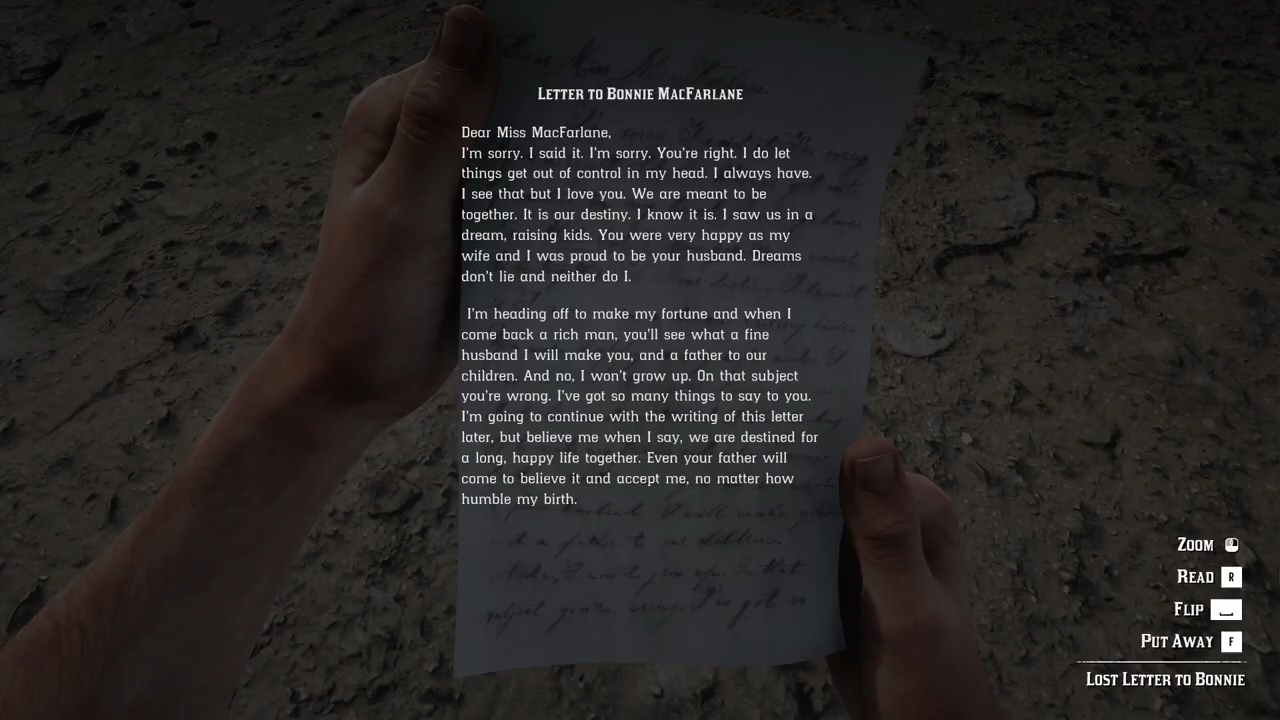 Letter to Bonnie MacFarlane
Dear Miss MacFarlane,
I'm sorry. I said it. I'm sorry. You're right. I do let
things get out of control in my head. I always have.
I see that but I love you. We are meant to be
together. It is our destiny. I know it is. I saw us in a
dream, raising kids. You were very happy as my
wife and I was proud to be your husband. Dreams
don't lie and neither do I.
I'm heading off to make my fortune and when I
come back a rich man, you'll see what a fine
husband I will make you, and a father to our
children. And no, I won't grow up. On that subject
you're wrong. I've got so many things to say to you.
I'm going to continue with the writing of this letter
later, but believe me when I say, we are destined for
a long, happy life together. Even your father will
come to believe it and accept me, no matter how
humble my birth.
Zoom
Read R
Flip
Put Away F
Lost Letter to Bonnie